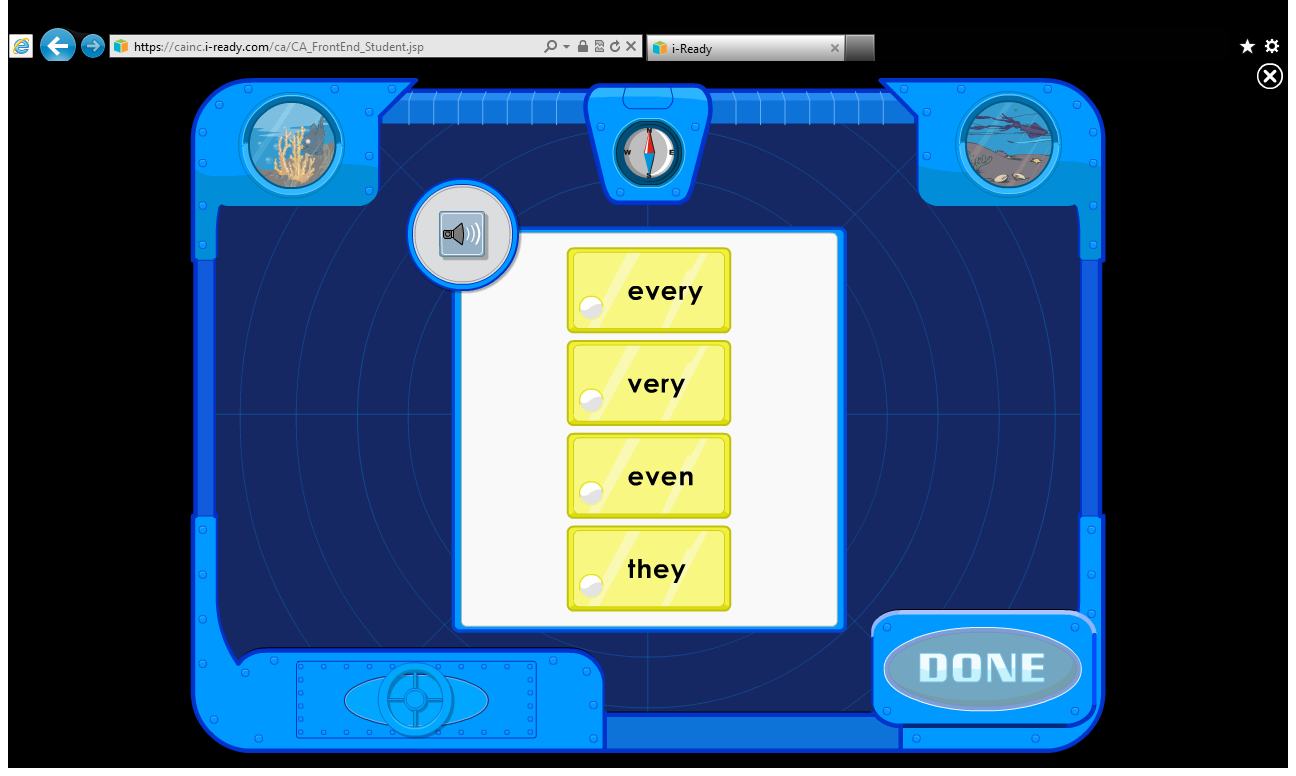 https://cainc.i-ready.com/ca/CA_FrontEnd_Student.jsp
i-Ready
N
W E
S
every
very
even
they
DONE